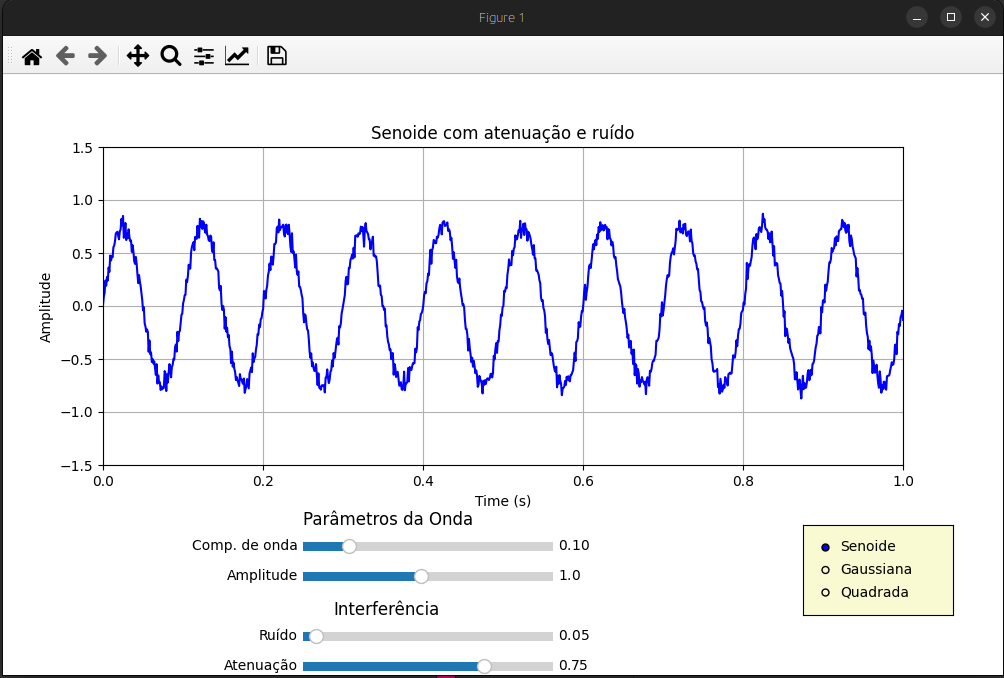 Figure 1
Senoide com atenuação e ruído
1.5
1.0
0.5
0.0
−0.5
−1.0
−1.5
Amplitude
0.0 0.2 0.4 0.6 0.8 1.0
Time (s)
Parâmetros da Onda
Comp. de onda 0.10
Amplitude 1.0
Interferência
Ruído 0.05
Atenuação 0.75
Senoide
Gaussiana
Quadrada